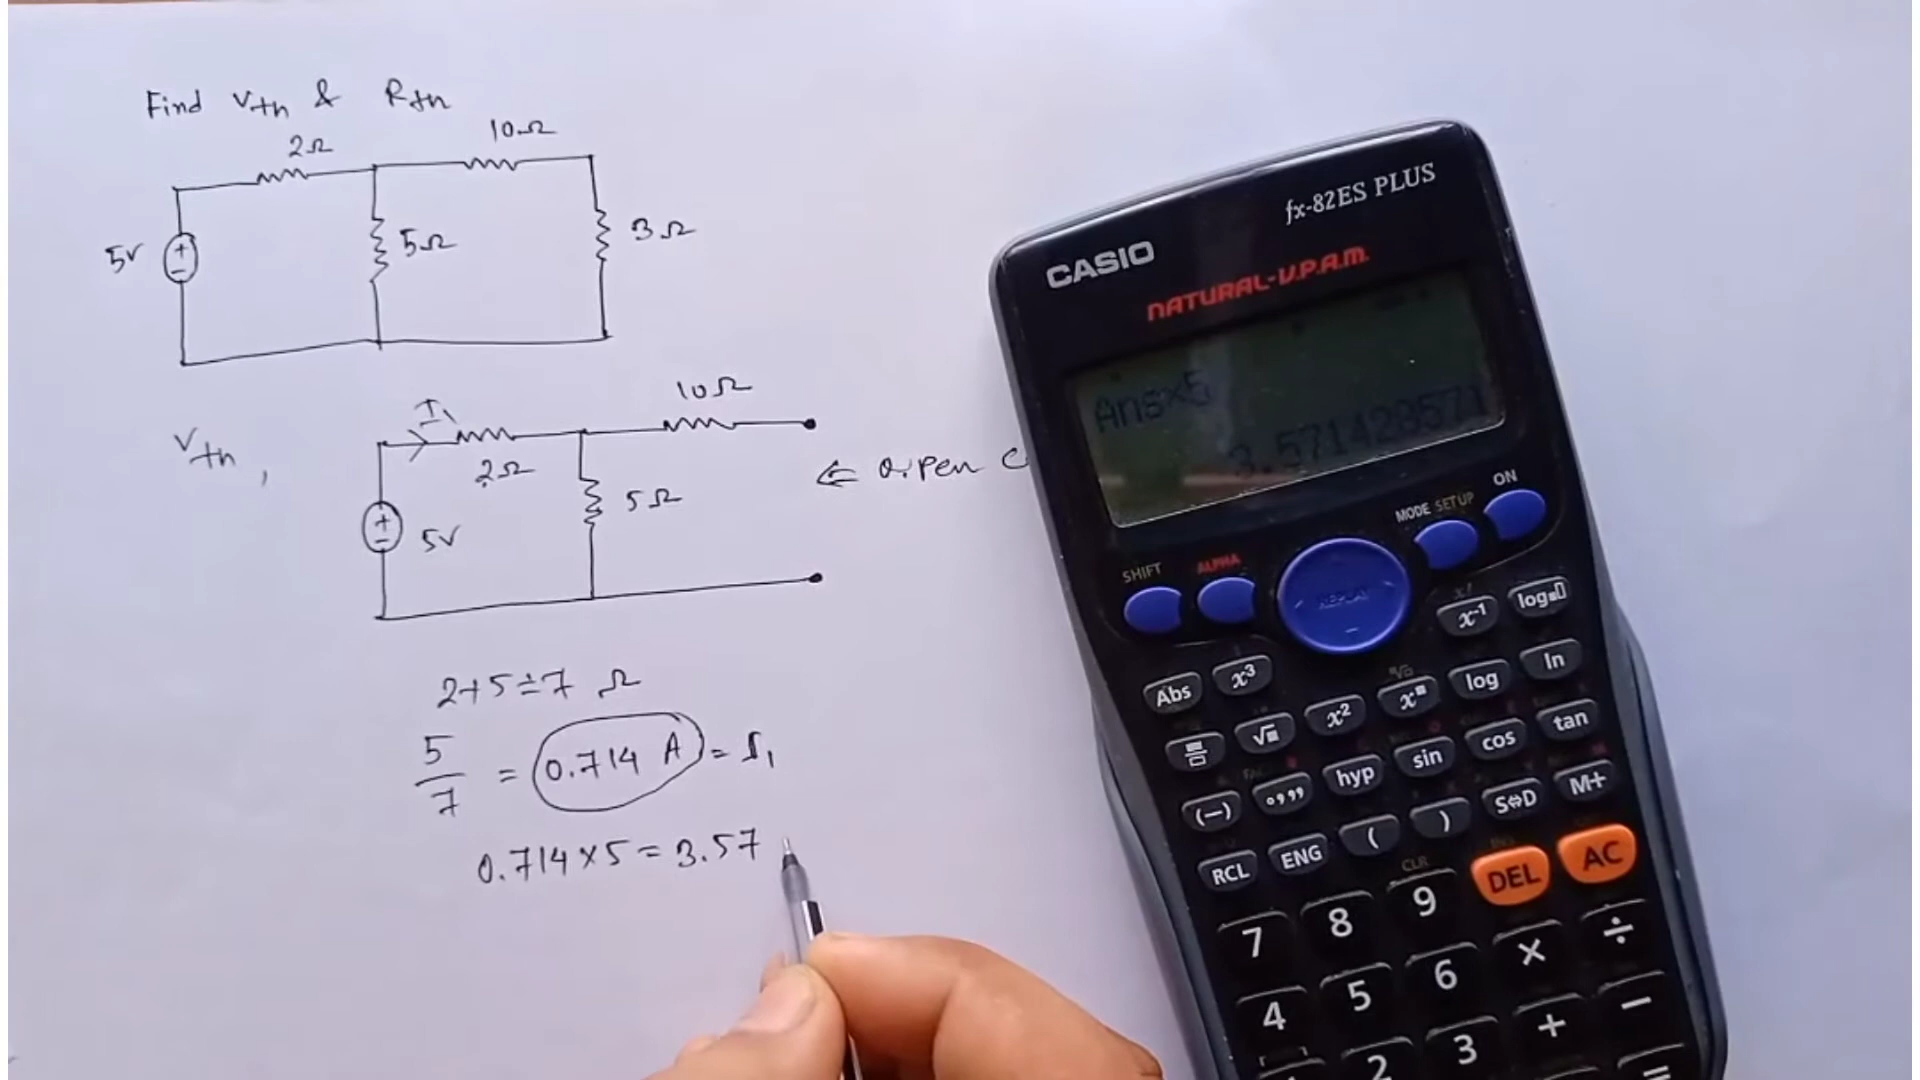 Find Vth & Rth
2Ω
10Ω
5V
5Ω
3Ω
Vth,
I1
2Ω
10Ω
5V
5Ω
← open c
2+5=7 Ω
5/7 = 0.714 A = I1
0.714×5=3.57
CASIO
fx-82ES PLUS
NATURAL-V.P.A.M.
Ans×5
3.571428571
SHIFT
ALPHA
REPLAY
MODE SETUP
ON
x⁻¹
log
Abs
x³
x²
log
ln
(−)
hyp
sin
cos
tan
RCL
ENG
(
)
S⇔D
M+
CLR
7
8
9
DEL
AC
4
5
6
×
÷
2
3
+
−
=